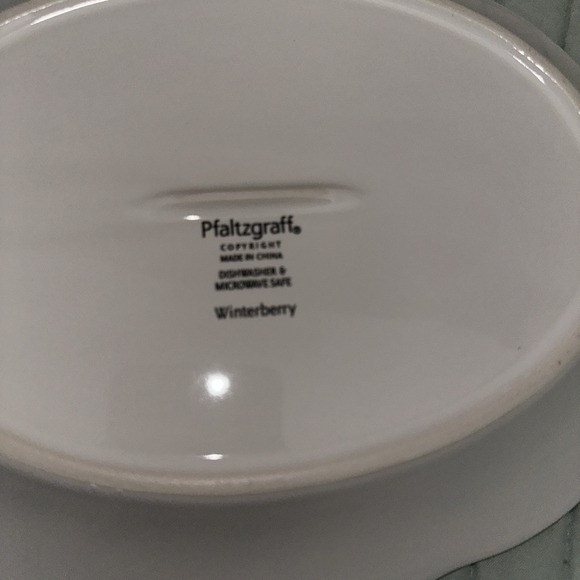 Pfaltzgraff®
COPYRIGHT
MADE IN CHINA
DISHWASHER &
MICROWAVE SAFE
Winterberry